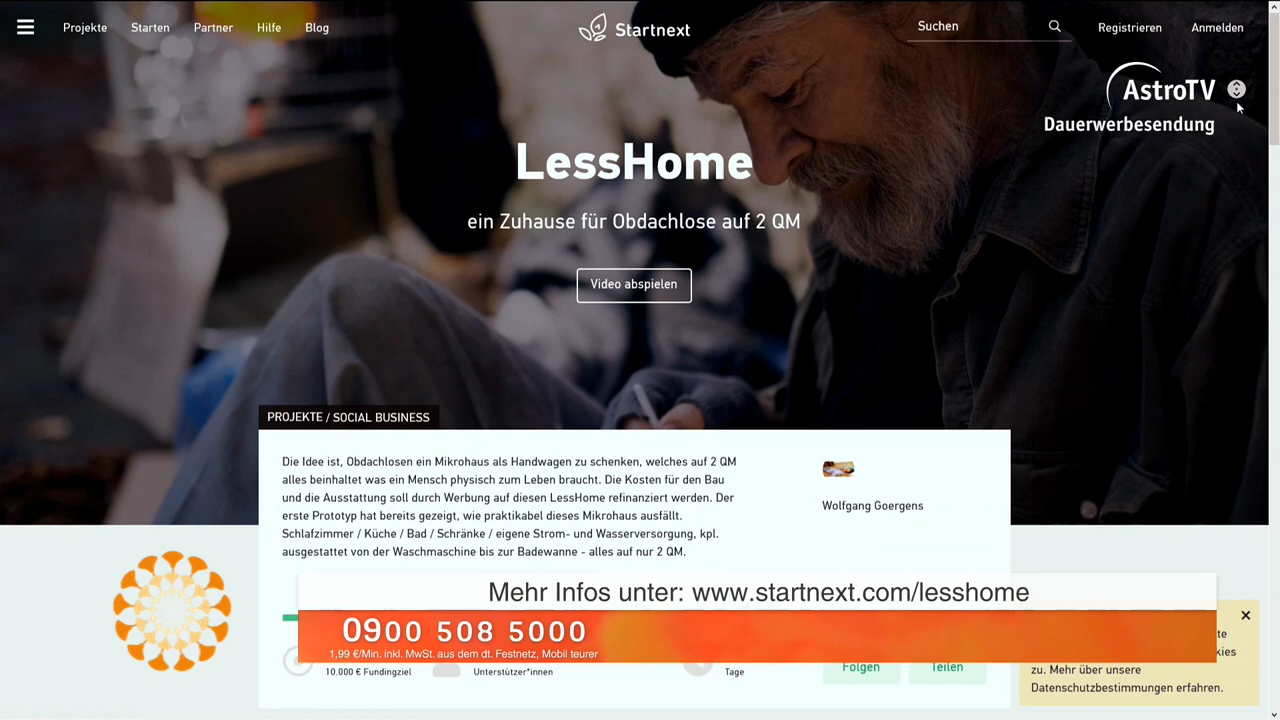 Projekte Starten Partner Hilfe Blog
Startnext
Suchen
Registrieren Anmelden
AstroTV
Dauerwerbesendung
LessHome
ein Zuhause für Obdachlose auf 2 QM
Video abspielen
PROJEKTE / SOCIAL BUSINESS
Die Idee ist, Obdachlosen ein Mikrohaus als Handwagen zu schenken, welches auf 2 QM
alles beinhaltet was ein Mensch physisch zum Leben braucht. Die Kosten für den Bau
und die Ausstattung soll durch Werbung auf diesen LessHome refinanziert werden. Der
erste Prototyp hat bereits gezeigt, wie praktikabel dieses Mikrohaus ausfällt.
Schlafzimmer / Küche / Bad / Schränke / eigene Strom- und Wasserversorgung, kpl.
ausgestattet von der Waschmaschine bis zur Badewanne - alles auf nur 2 QM.
Wolfgang Goergens
Mehr Infos unter: www.startnext.com/lesshome
0900 508 5000
1,99 €/Min. inkl. MwSt. aus dem dt. Festnetz, Mobil teurer
10.000 € Fundingziel
Unterstützer*innen
Tage
Folgen
Teilen
zu. Mehr über unsere
Datenschutzbestimmungen erfahren.